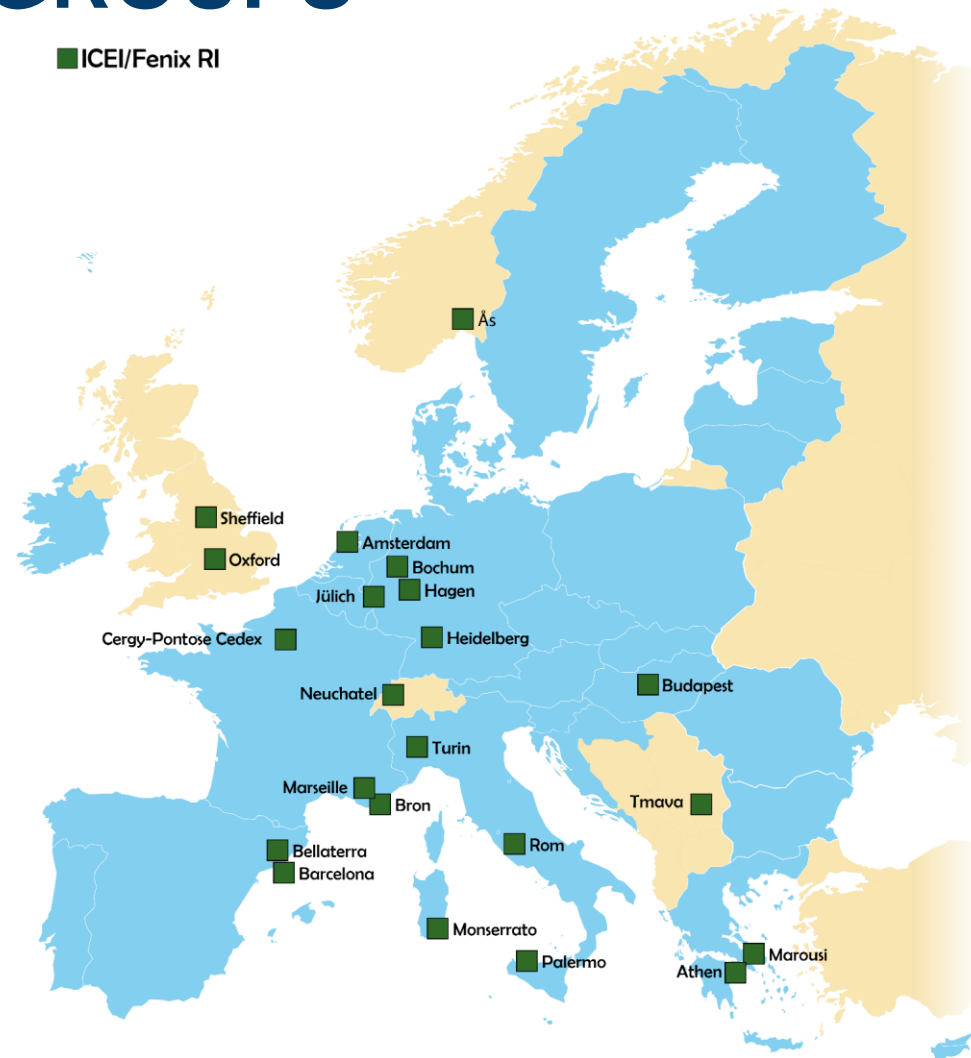 GROUPS
ICEI/Fenix RI
Ås
Sheffield
Oxford
Amsterdam
Bochum
Hagen
Jülich
Cergy-Pontose Cedex
Heidelberg
Neuchatel
Budapest
Turin
Marseille
Bron
Tmava
Rom
Bellaterra
Barcelona
Monserrato
Palermo
Marousi
Athen